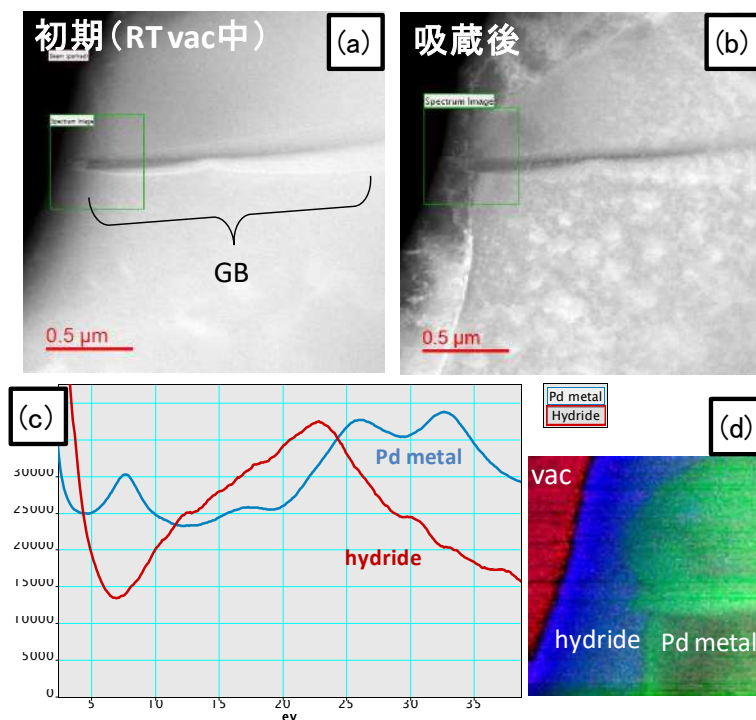 初期（RT vac中）
(a)
Spectrum Image
GB
0.5 µm
吸蔵後
(b)
Spectrum Image
0.5 µm
(c)
Pd metal
hydride
30000
25000
20000
15000
10000
5000
0
5
10
15
20
25
30
35
eV
Pd metal
Hydride
(d)
vac
hydride
Pd metal